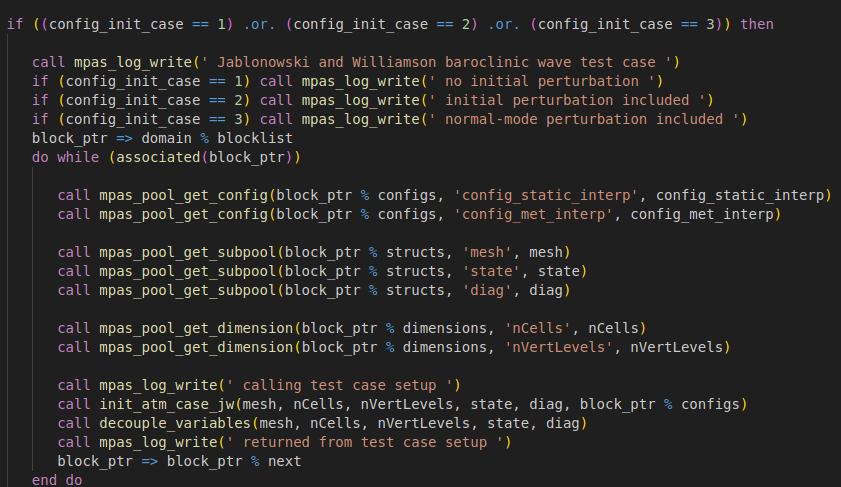 if ((config_init_case == 1) .or. (config_init_case == 2) .or. (config_init_case == 3)) then
call mpas_log_write(' Jablonowski and Williamson baroclinic wave test case ')
if (config_init_case == 1) call mpas_log_write(' no initial perturbation ')
if (config_init_case == 2) call mpas_log_write(' initial perturbation included ')
if (config_init_case == 3) call mpas_log_write(' normal-mode perturbation included ')
block_ptr => domain % blocklist
do while (associated(block_ptr))
call mpas_pool_get_config(block_ptr % configs, 'config_static_interp', config_static_interp)
call mpas_pool_get_config(block_ptr % configs, 'config_met_interp', config_met_interp)
call mpas_pool_get_subpool(block_ptr % structs, 'mesh', mesh)
call mpas_pool_get_subpool(block_ptr % structs, 'state', state)
call mpas_pool_get_subpool(block_ptr % structs, 'diag', diag)
call mpas_pool_get_dimension(block_ptr % dimensions, 'nCells', nCells)
call mpas_pool_get_dimension(block_ptr % dimensions, 'nVertLevels', nVertLevels)
call mpas_log_write(' calling test case setup ')
call init_atm_case_jw(mesh, nCells, nVertLevels, state, diag, block_ptr % configs)
call decouple_variables(mesh, nCells, nVertLevels, state, diag)
call mpas_log_write(' returned from test case setup ')
block_ptr => block_ptr % next
end do